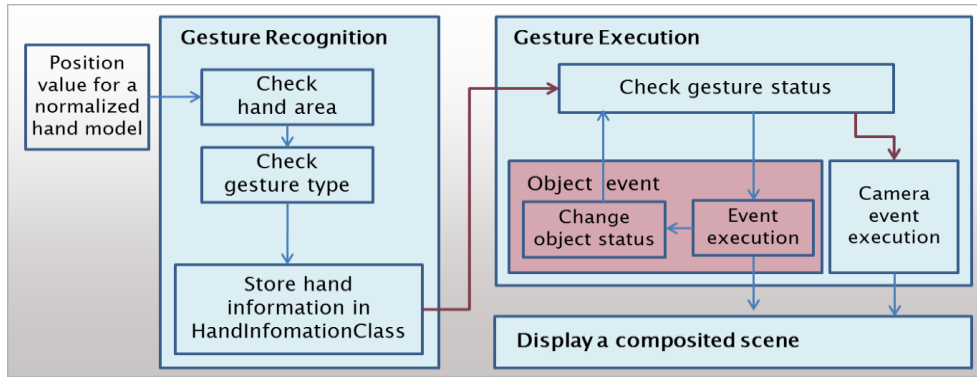 Gesture Recognition
Position
value for a
normalized
hand model
Check
hand area
Check
gesture type
Store hand
information in
HandInfomationClass
Gesture Execution
Check gesture status
Object event
Change
object status
Event
execution
Camera
event
execution
Display a composited scene